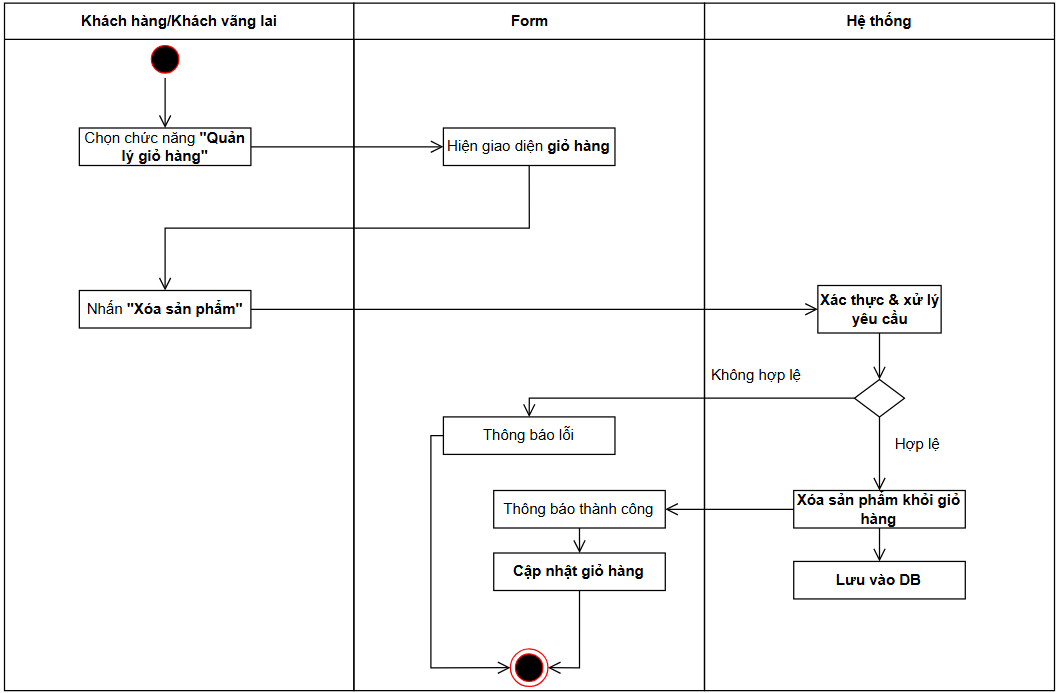 Khách hàng/Khách vãng lai
Form
Hệ thống
Chọn chức năng "Quản
lý giỏ hàng"
Hiện giao diện giỏ hàng
Nhấn "Xóa sản phẩm"
Xác thực & xử lý
yêu cầu
Không hợp lệ
Thông báo lỗi
Hợp lệ
Xóa sản phẩm khỏi giỏ
hàng
Thông báo thành công
Cập nhật giỏ hàng
Lưu vào DB